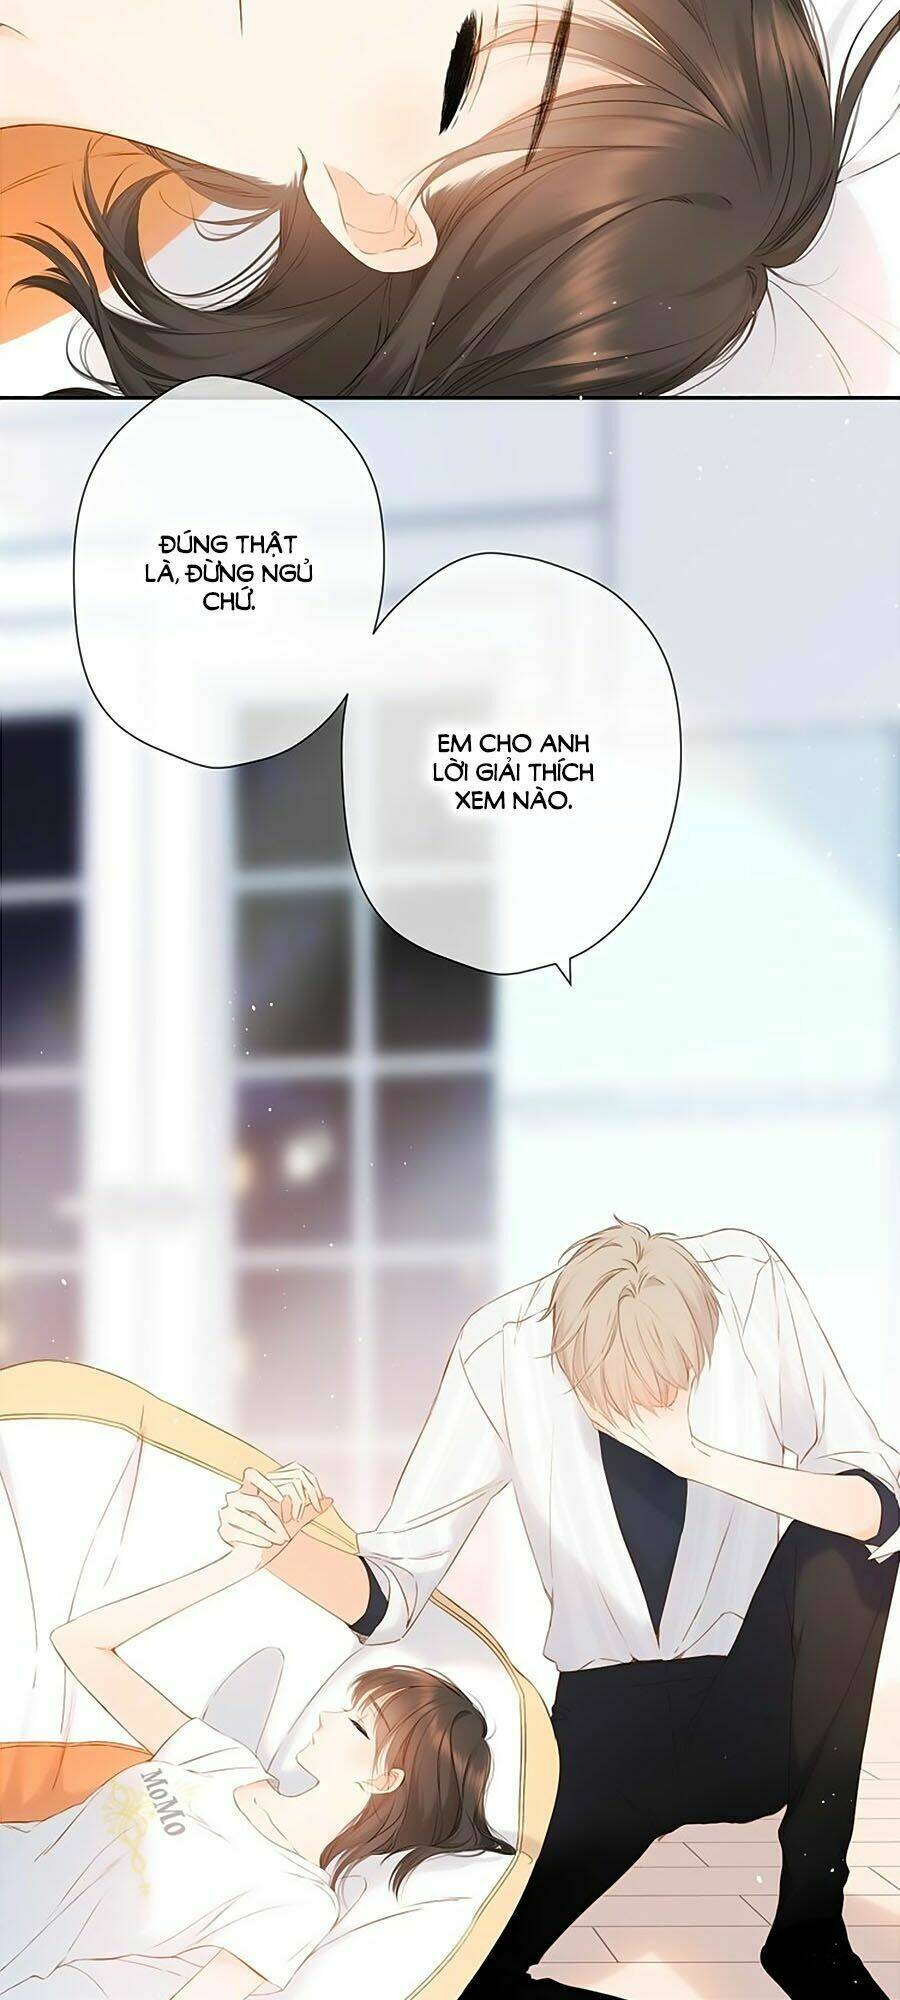 ĐÚNG THẬT
LÀ, ĐỪNG NGỦ
CHỨ.
EM CHO ANH
LỜI GIẢI THÍCH
XEM NÀO.
MoMo